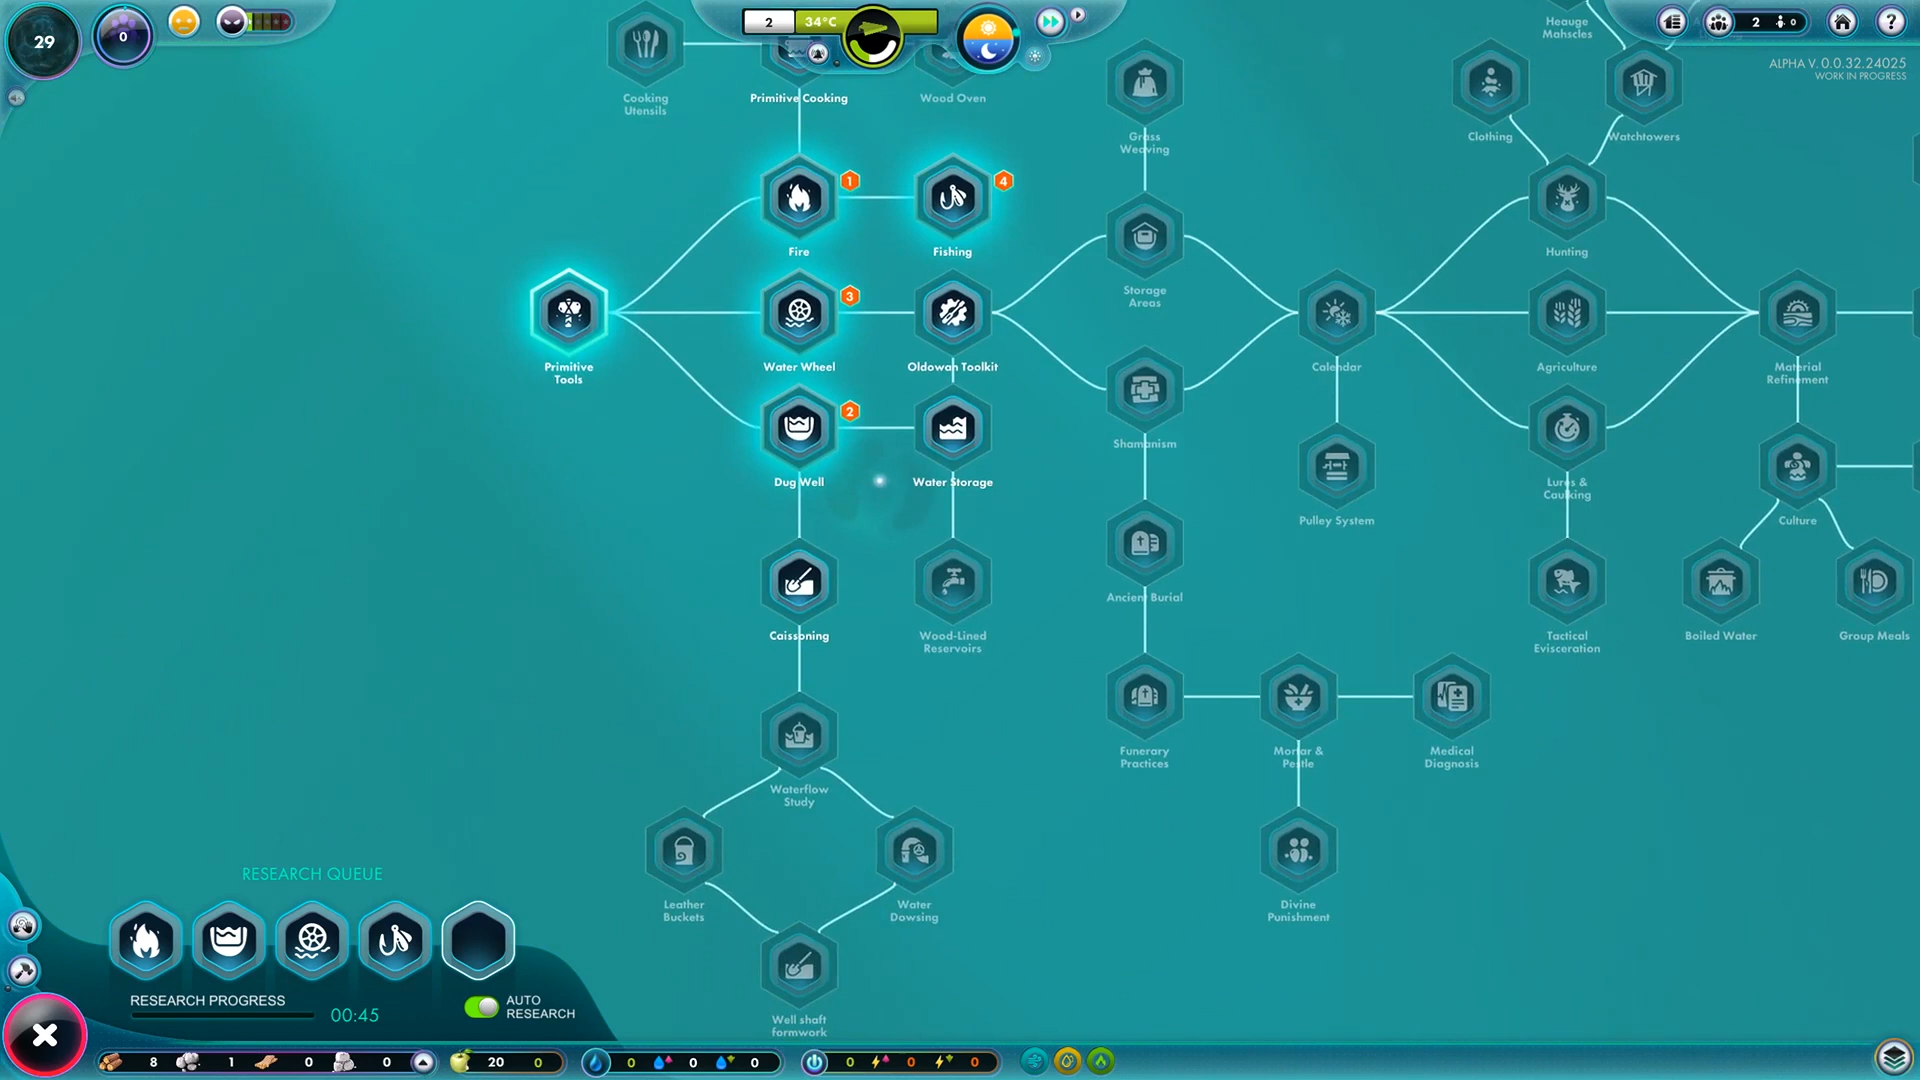 29
0
2
34°C
2
0
ALPHA V. 0.0.32.24025
WORK IN PROGRESS
Heauge
Mahscles
Cooking
Utensils
Primitive Cooking
Wood Oven
Grass
Weaving
Clothing
Watchtowers
1
4
Fire
Fishing
Storage
Areas
Hunting
3
Primitive
Tools
Water Wheel
Oldowan Toolkit
Calendar
Agriculture
Material
Refinement
2
Shamanism
Dug Well
Water Storage
Lures &
Caulking
Pulley System
Culture
Ancient Burial
Caissoning
Wood-Lined
Reservoirs
Tactical
Evisceration
Boiled Water
Group Meals
Funerary
Practices
Mortar &
Pestle
Medical
Diagnosis
Waterflow
Study
Leather
Buckets
Water
Dowsing
Divine
Punishment
Well shaft
formwork
RESEARCH QUEUE
RESEARCH PROGRESS
00:45
AUTO
RESEARCH
8
1
0
0
20
0
0
0
0
0
0
0